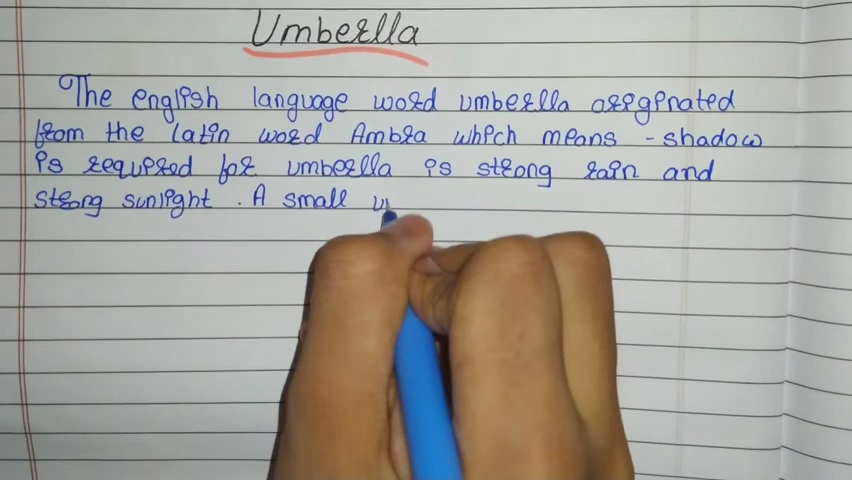 Umberlla
The english language word umberlla originated
from the latin word Ambra which means - shadow
is required for umberlla is strong rain and
strong sunlight . A small u